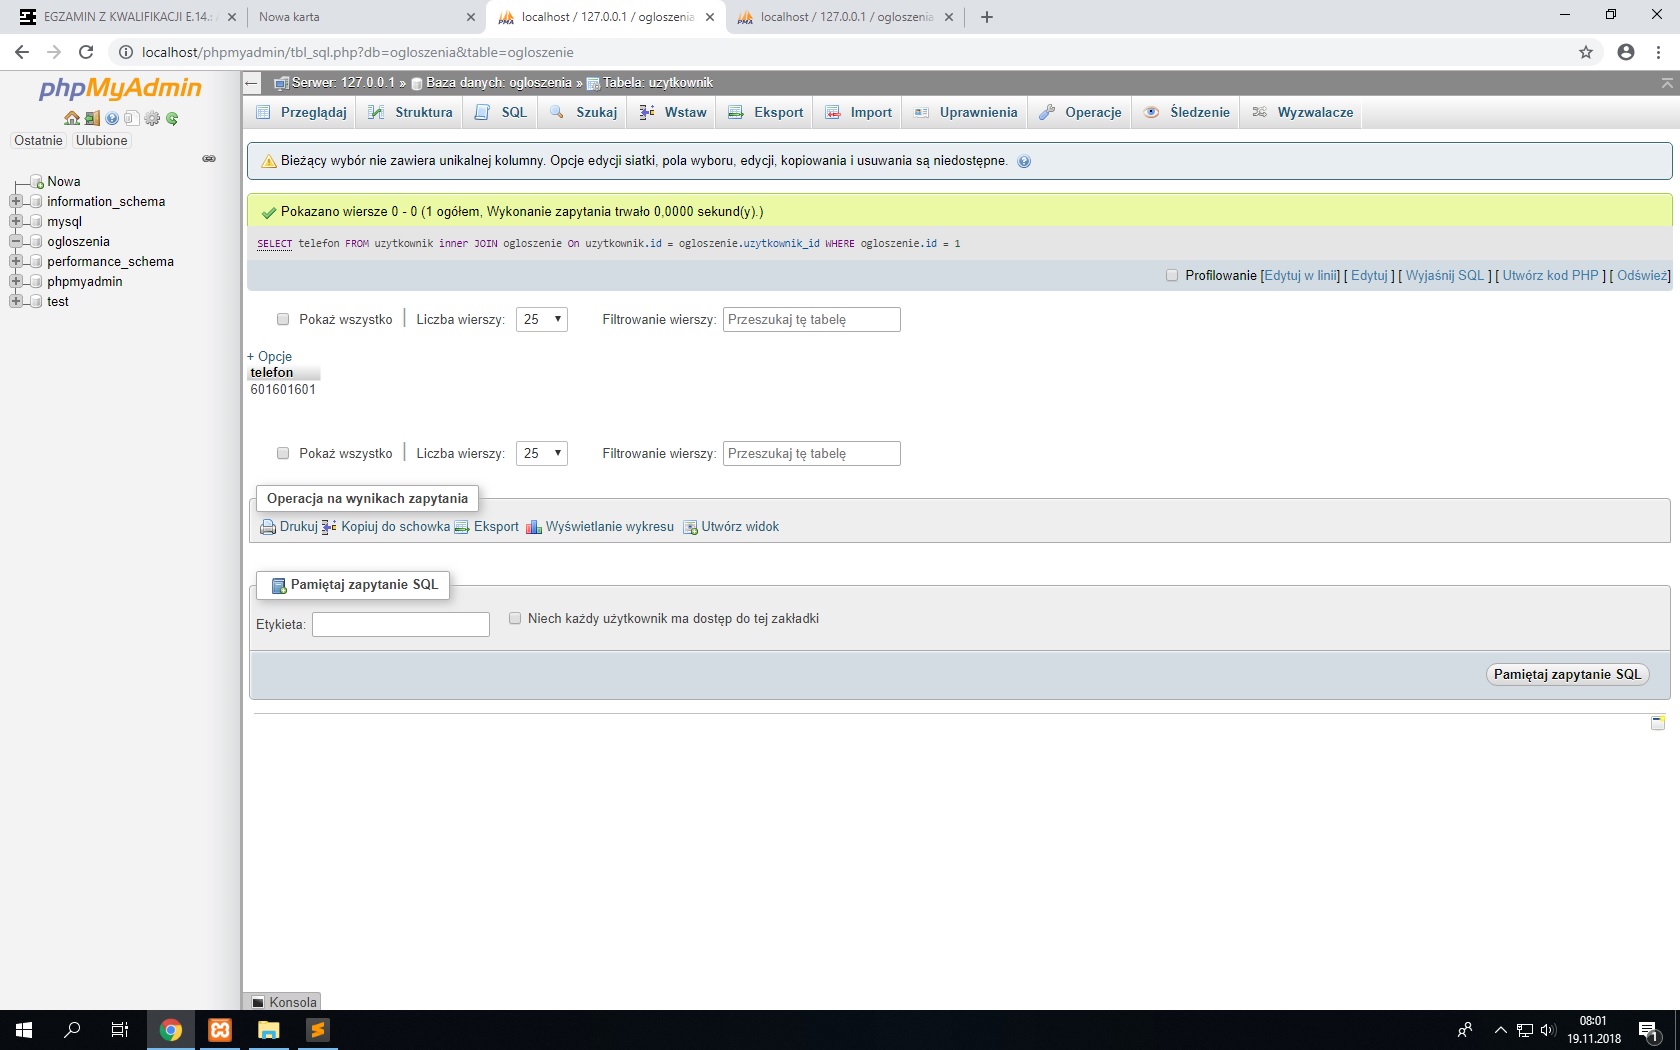 EGZAMIN Z KWALIFIKACJI E.14.:
Nowa karta
localhost / 127.0.0.1 / ogloszenia
localhost / 127.0.0.1 / ogloszenia
localhost/phpmyadmin/tbl_sql.php?db=ogloszenia&table=ogloszenie
phpMyAdmin
Ostatnie Ulubione
Nowa
information_schema
mysql
ogloszenia
performance_schema
phpmyadmin
test
Serwer: 127.0.0.1 » Baza danych: ogloszenia » Tabela: uzytkownik
Przeglądaj Struktura SQL Szukaj Wstaw Eksport Import Uprawnienia Operacje Śledzenie Wyzwalacze
Bieżący wybór nie zawiera unikalnej kolumny. Opcje edycji siatki, pola wyboru, edycji, kopiowania i usuwania są niedostępne.
Pokazano wiersze 0 - 0 (1 ogółem, Wykonanie zapytania trwało 0,0000 sekund(y).)
SELECT telefon FROM uzytkownik inner JOIN ogloszenie On uzytkownik.id = ogloszenie.uzytkownik_id WHERE ogloszenie.id = 1
Profilowanie [Edytuj w linii] [ Edytuj ] [ Wyjaśnij SQL ] [ Utwórz kod PHP ] [ Odśwież]
Pokaż wszystko Liczba wierszy: 25 Filtrowanie wierszy: Przeszukaj tę tabelę
+ Opcje
telefon
601601601
Pokaż wszystko Liczba wierszy: 25 Filtrowanie wierszy: Przeszukaj tę tabelę
Operacja na wynikach zapytania
Drukuj Kopiuj do schowka Eksport Wyświetlanie wykresu Utwórz widok
Pamiętaj zapytanie SQL
Etykieta: Niech każdy użytkownik ma dostęp do tej zakładki
Pamiętaj zapytanie SQL
Konsola
08:01
19.11.2018
1